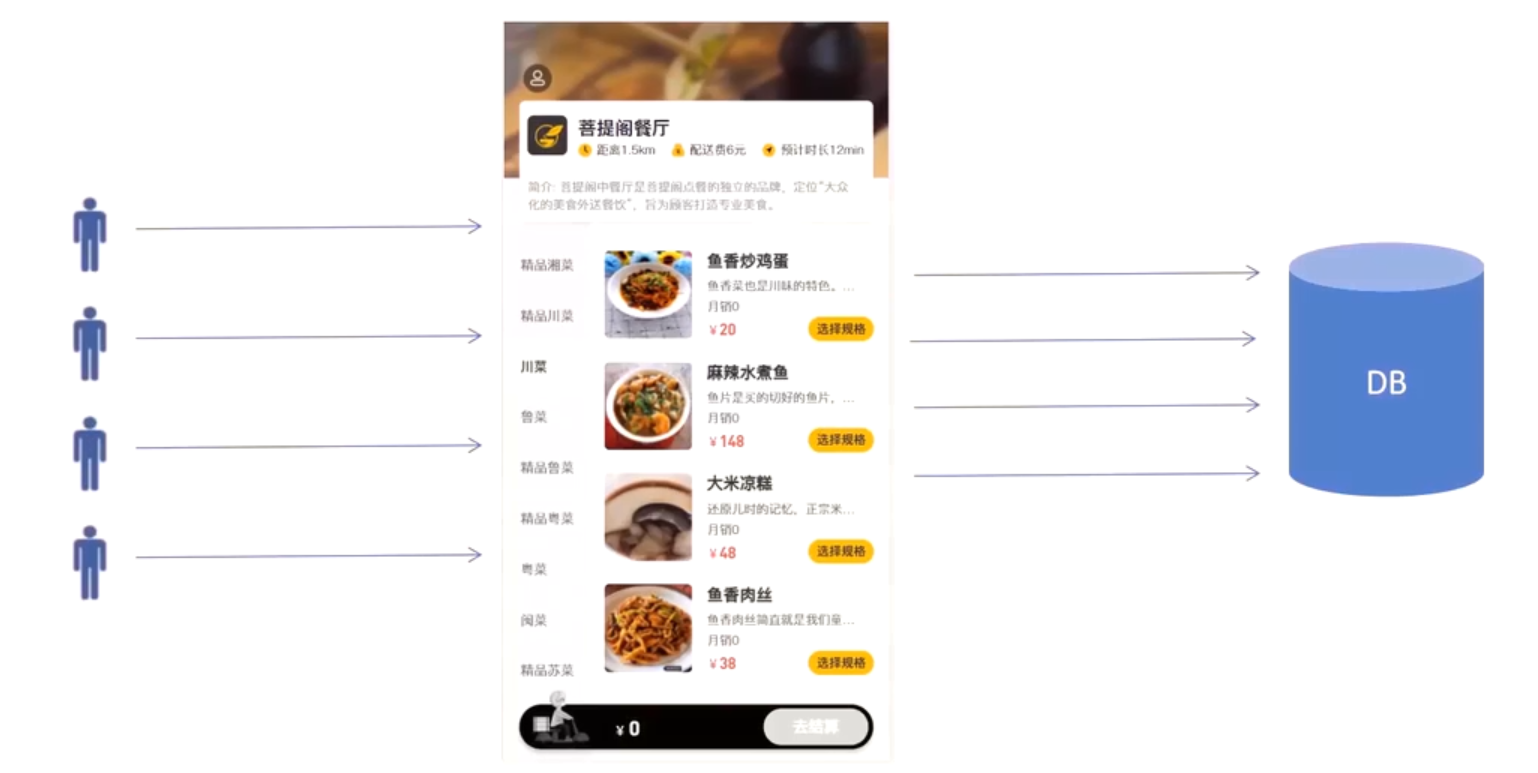 菩提阁餐厅
距离1.5km 配送费6元 预计时长12min
简介: 菩提阁中餐厅是菩提阁点餐的独立的品牌，定位“大众
化的美食外送餐饮”，旨为顾客打造专业美食。
精品湘菜
精品川菜
川菜
鲁菜
精品鲁菜
精品粤菜
粤菜
闽菜
精品苏菜
鱼香炒鸡蛋
鱼香菜也是川味的特色。...
月销0
¥20 选择规格
麻辣水煮鱼
鱼片是买的切好的鱼片，...
月销0
¥148 选择规格
大米凉糕
还原儿时的记忆，正宗米...
月销0
¥48 选择规格
鱼香肉丝
鱼香肉丝简直就是我们童...
月销0
¥38 选择规格
¥0 去结算
DB